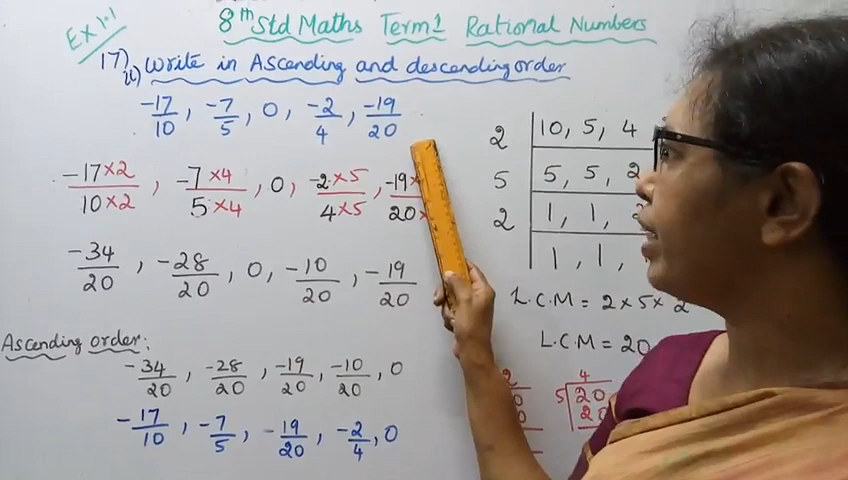 8th Std Maths Term1 Rational Numbers
Ex 1.1
17) ii) Write in Ascending and descending order
-17/10, -7/5, 0, -2/4, -19/20
-17×2/10×2, -7×4/5×4, 0, -2×5/4×5, -19×/20×
-34/20, -28/20, 0, -10/20, -19/20
Ascending order:
-34/20, -28/20, -19/20, -10/20, 0
-17/10, -7/5, -19/20, -2/4, 0
2 | 10, 5, 4
5 | 5, 5, 2
2 | 1, 1,
1, 1,
L.C.M = 2×5×2
L.C.M = 20
4
5 | 20
20